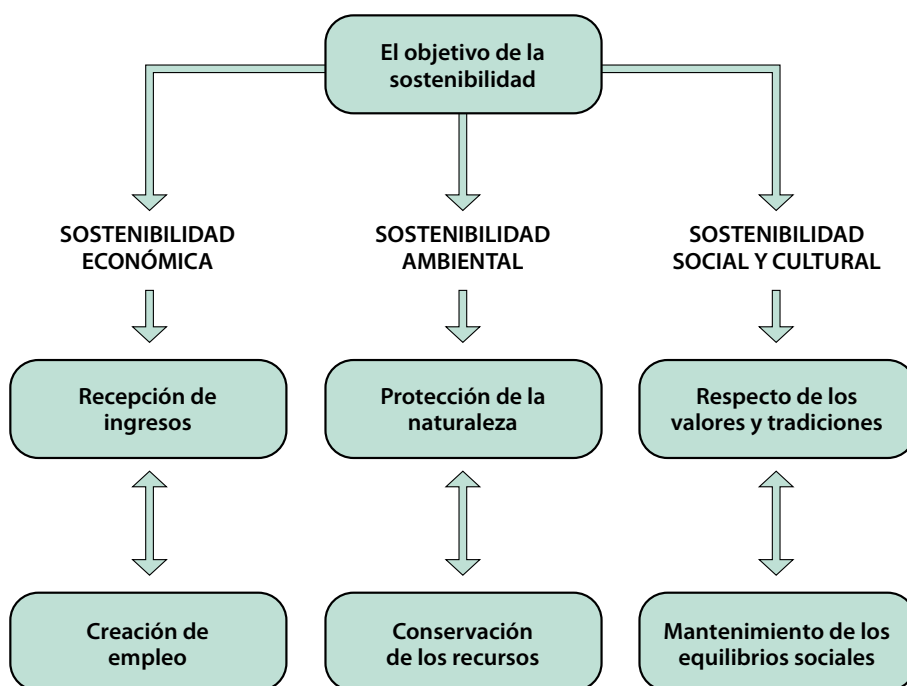 El objetivo de la
sostenibilidad
SOSTENIBILIDAD
ECONÓMICA
SOSTENIBILIDAD
AMBIENTAL
SOSTENIBILIDAD
SOCIAL Y CULTURAL
Recepción de
ingresos
Protección de la
naturaleza
Respecto de los
valores y tradiciones
Creación de
empleo
Conservación
de los recursos
Mantenimiento de los
equilibrios sociales